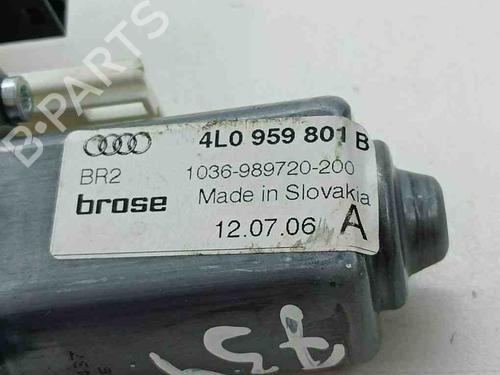 4L0 959 801 B
BR2 1036-989720-200
brose Made in Slovakia
12.07.06 A
B-PARTS